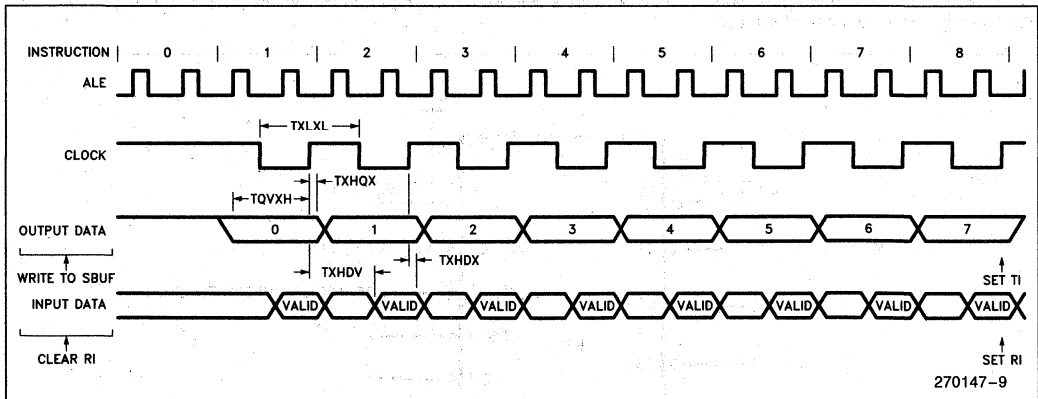 INSTRUCTION | 0 | 1 | 2 | 3 | 4 | 5 | 6 | 7 | 8 |
ALE
TXLXL
CLOCK
TXHQX
TQVXH
OUTPUT DATA 0 1 2 3 4 5 6 7
WRITE TO SBUF
TXHDV
TXHDX
SET TI
INPUT DATA VALID VALID VALID VALID VALID VALID VALID VALID
CLEAR RI
SET RI
270147-9